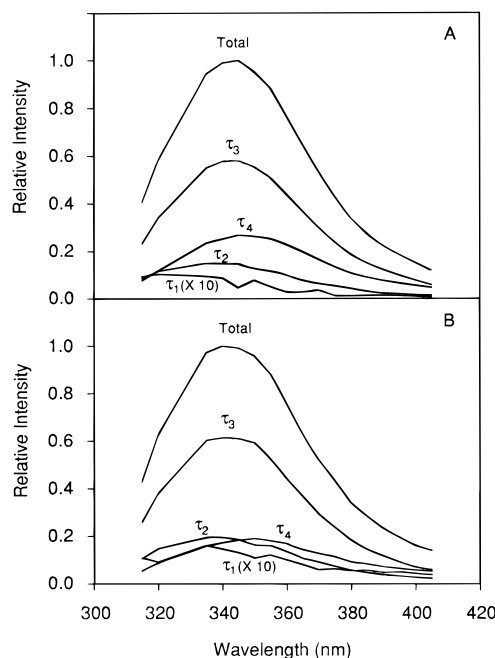 A
Total
τ3
τ4
τ2
τ1 (X 10)
1.0
0.8
0.6
0.4
0.2
0.0
Relative Intensity
B
Total
τ3
τ2
τ4
τ1 (X 10)
1.0
0.8
0.6
0.4
0.2
0.0
Relative Intensity
300 320 340 360 380 400 420
Wavelength (nm)